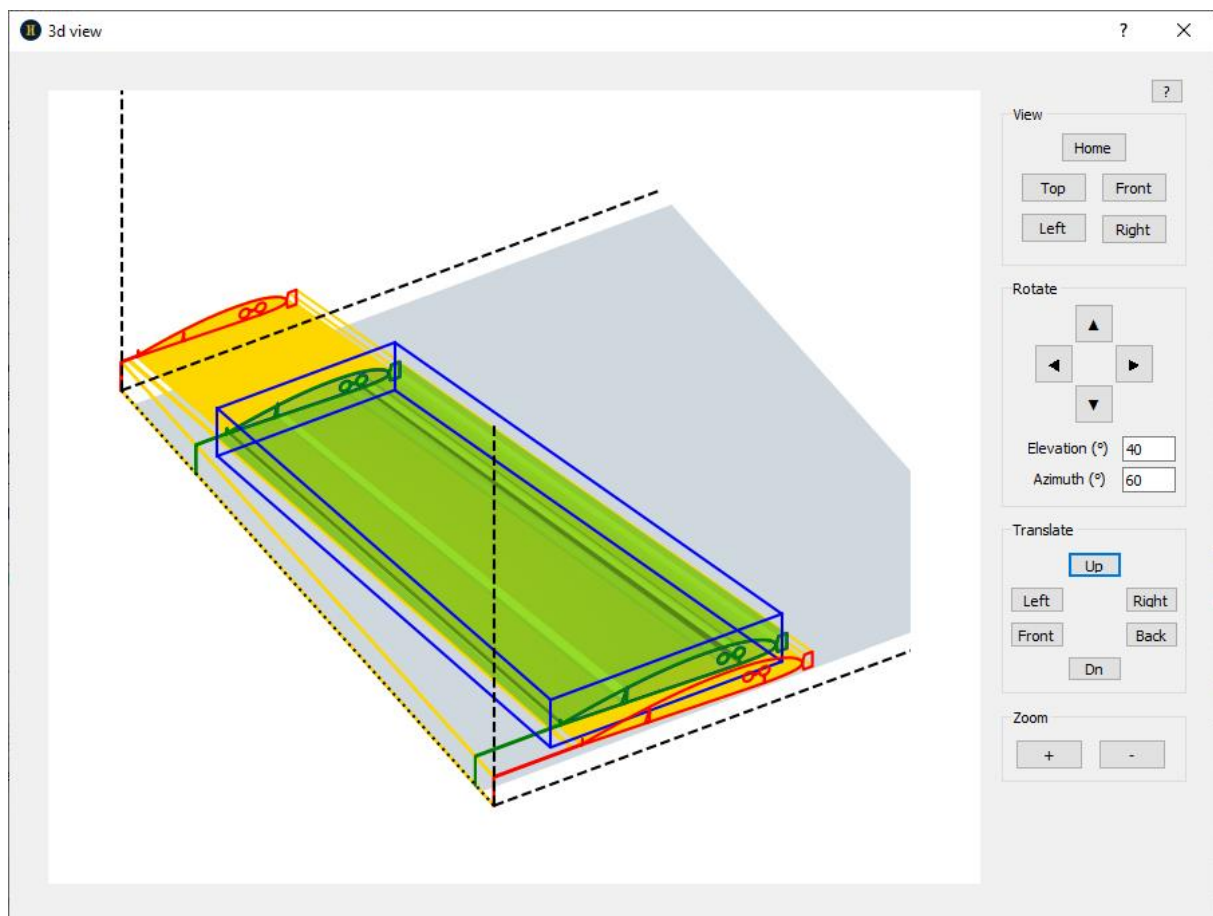 3d view
?
?
View
Home
Top Front
Left Right
Rotate
▲
◄ ►
▼
Elevation (°) 40
Azimuth (°) 60
Translate
Up
Left Right
Front Back
Dn
Zoom
+ -